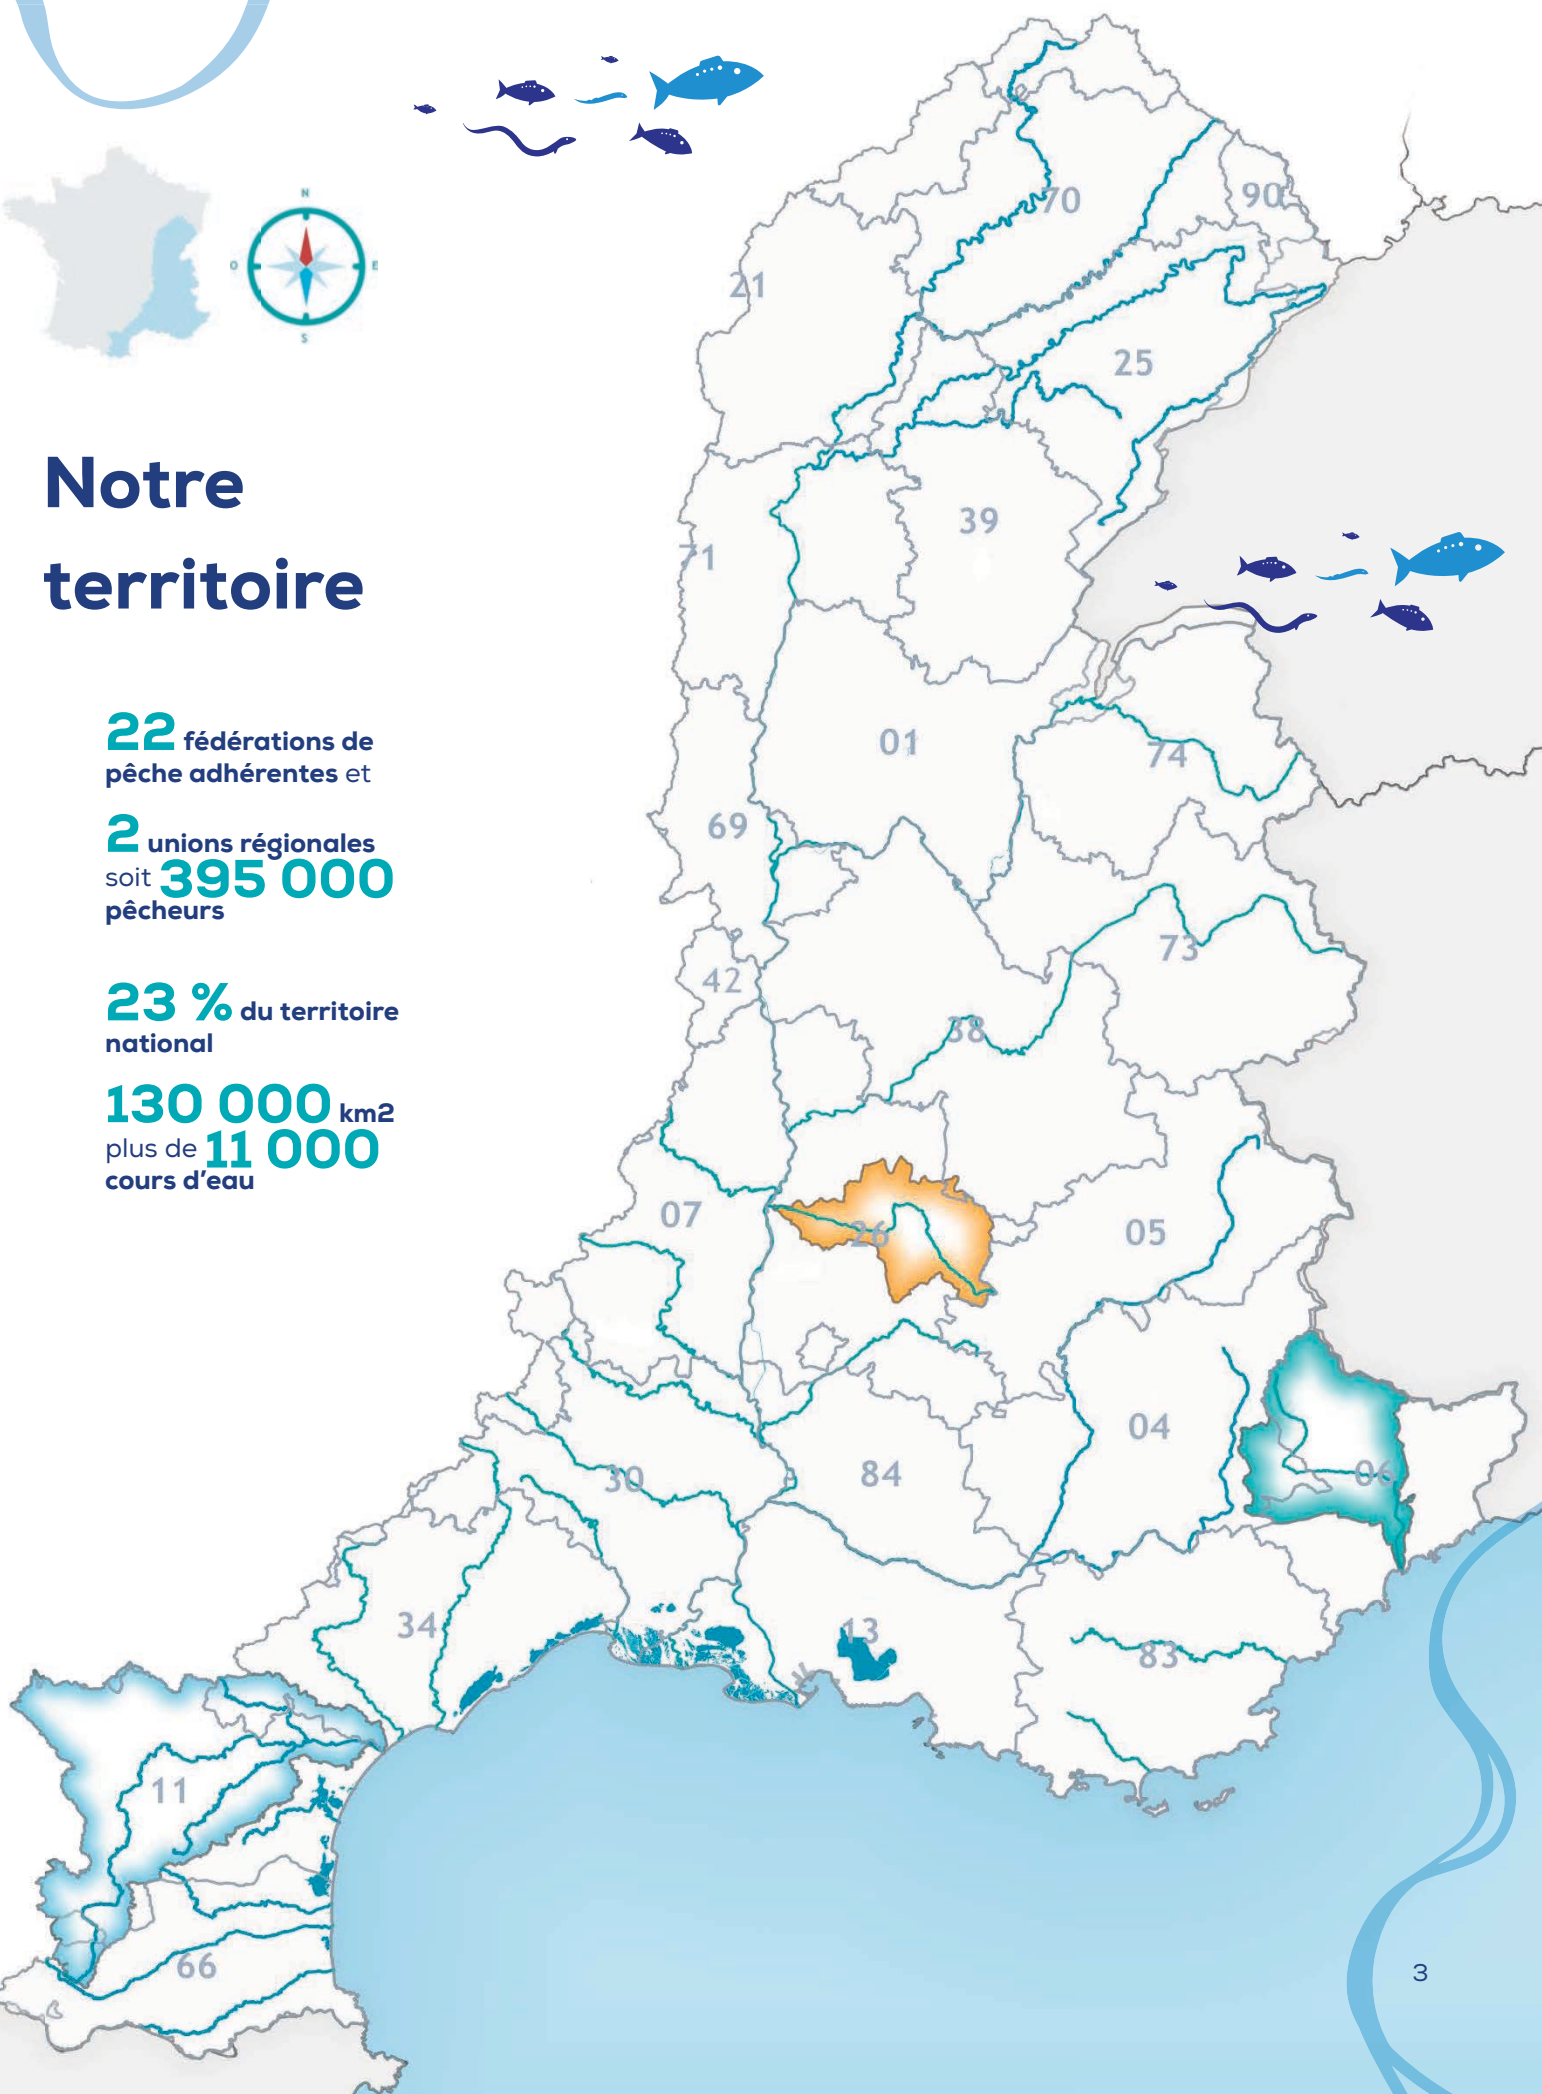 N
O
E
S
Notre
territoire
22 fédérations de
pêche adhérentes et
2 unions régionales
soit 395 000
pêcheurs
23 % du territoire
national
130 000 km2
plus de 11 000
cours d'eau
70
90
21
25
39
71
01
74
69
73
42
38
07
26
05
04
06
84
30
34
13
83
11
66
3